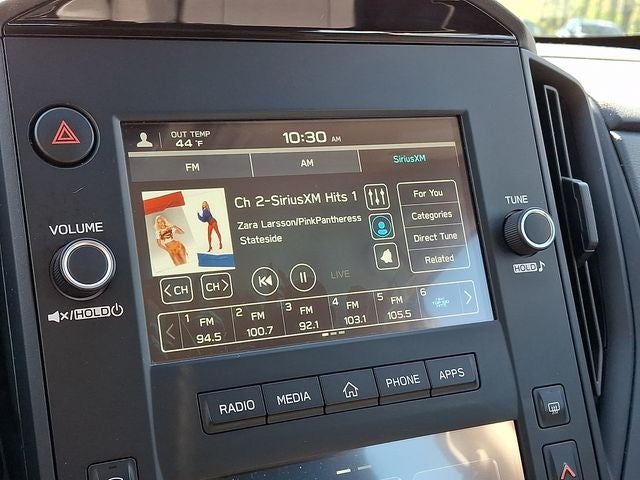 OUT TEMP
44 °F
10:30 AM
FM AM SiriusXM
Ch 2-SiriusXM Hits 1
Zara Larsson/PinkPantheress
Stateside
For You
Categories
Direct Tune
Related
CH CH LIVE
1 FM 94.5
2 FM 100.7
3 FM 92.1
4 FM 103.1
5 FM 105.5
6
VOLUME
HOLD
TUNE
HOLD
RADIO MEDIA PHONE APPS